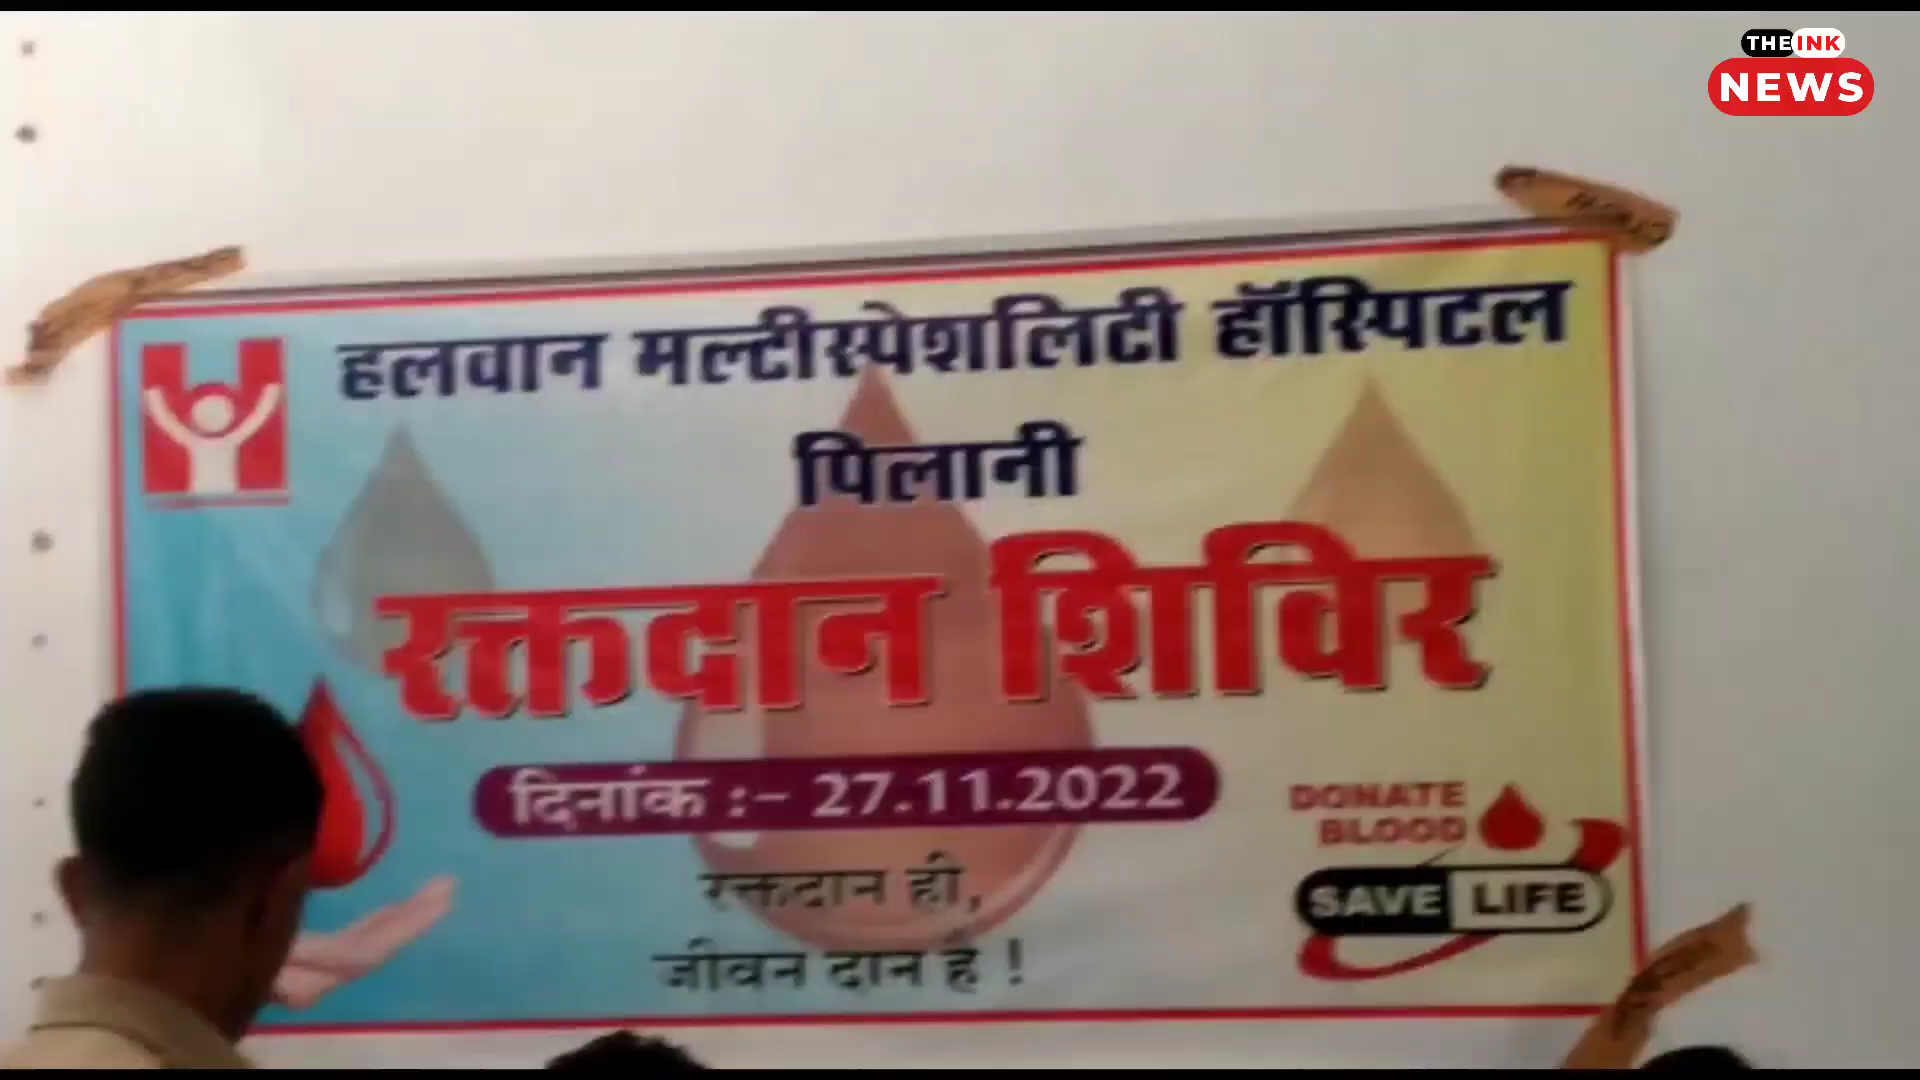 THE INK
NEWS
हलवान मल्टीस्पेशलिटी हॉस्पिटल
पिलानी
रक्तदान शिविर
दिनांक :- 27.11.2022
रक्तदान ही,
जीवन दान है !
DONATE
BLOOD
SAVE LIFE